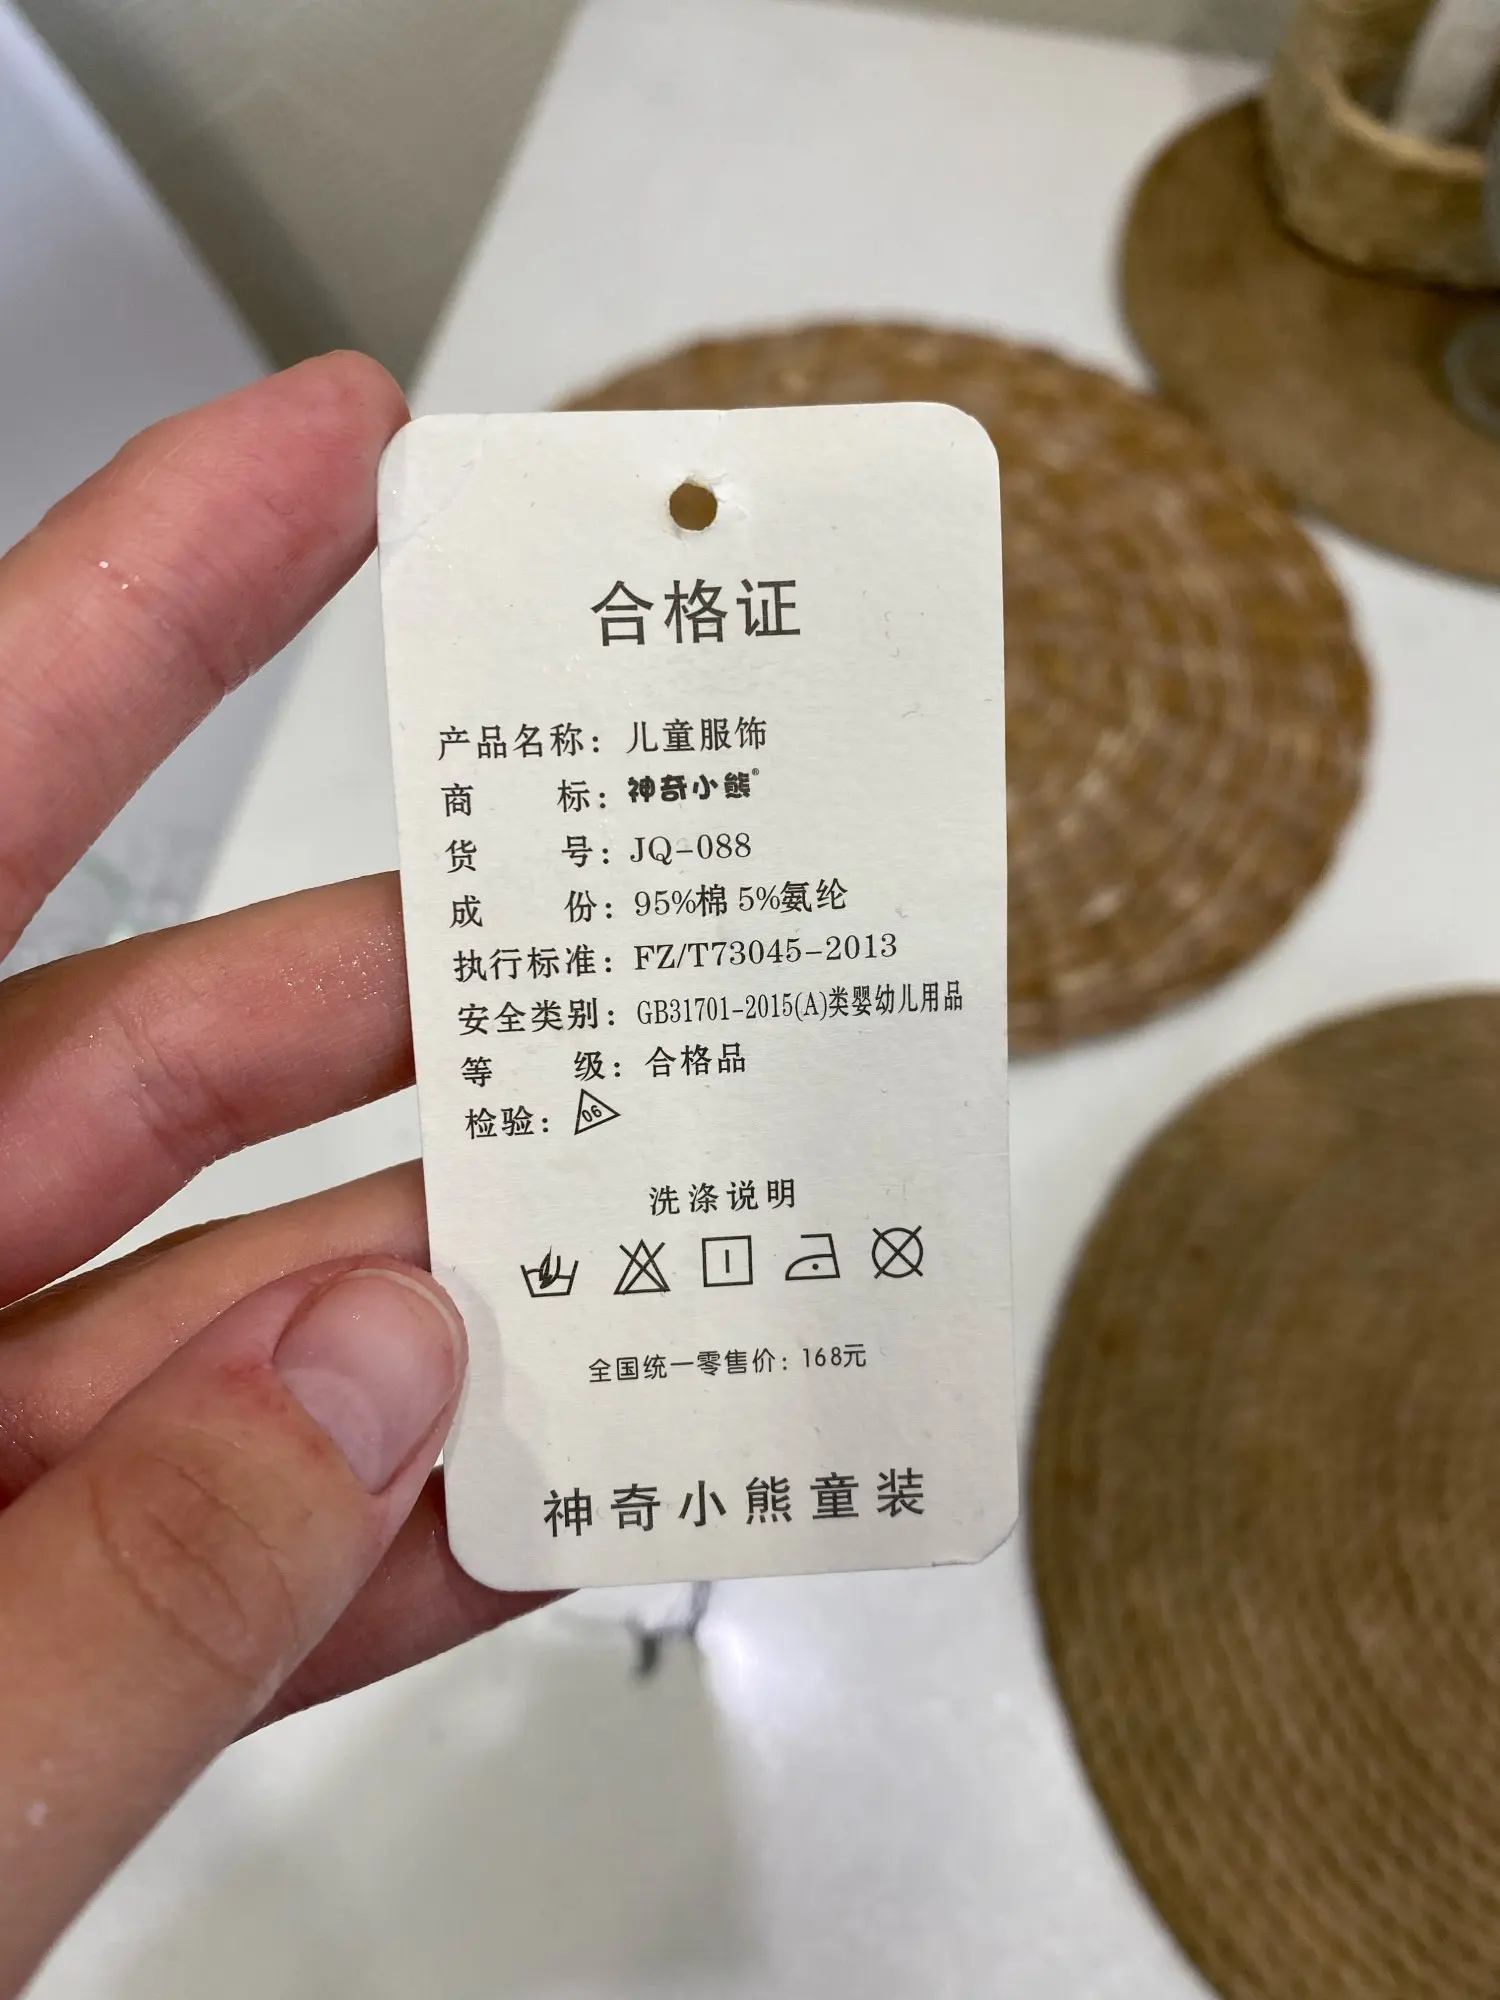 合格证
产品名称：儿童服饰
商 标：神奇小熊®
货 号：JQ-088
成 份：95%棉 5%氨纶
执行标准：FZ/T73045-2013
安全类别：GB31701-2015(A)类婴幼儿用品
等 级：合格品
检验：06
洗涤说明
全国统一零售价：168元
神奇小熊童装